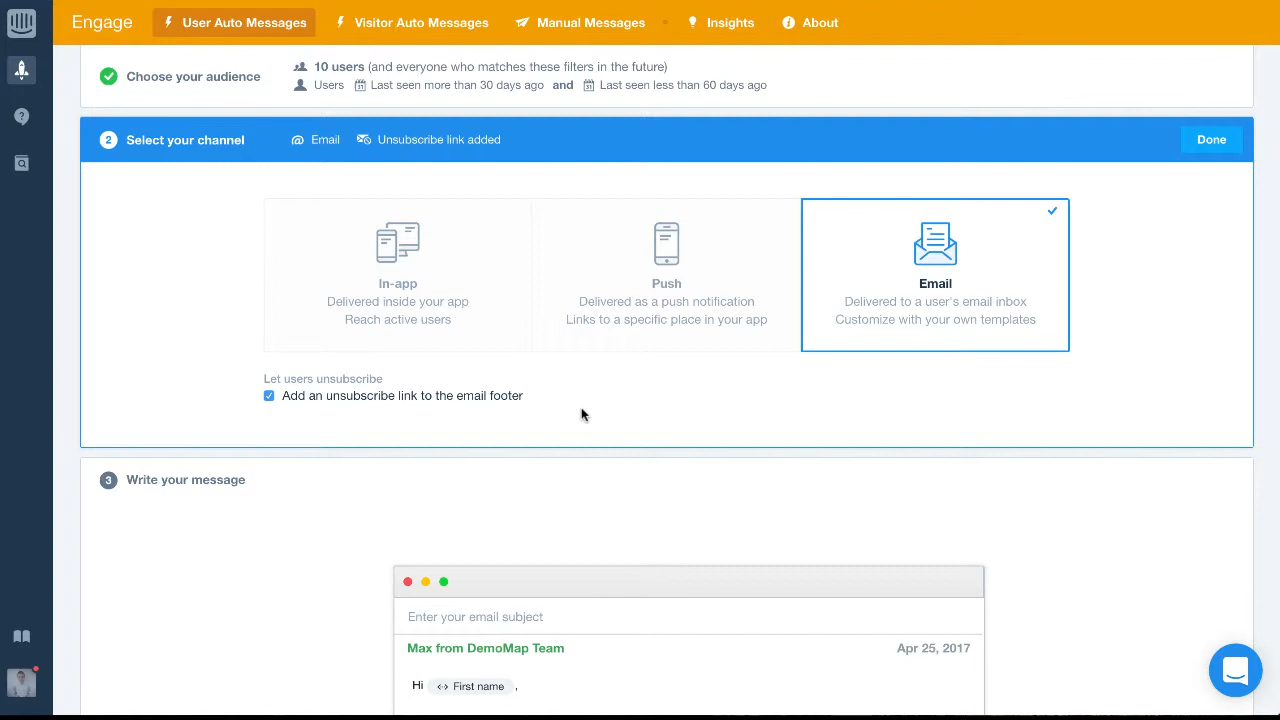 Engage
User Auto Messages
Visitor Auto Messages
Manual Messages
Insights
About
Choose your audience
10 users (and everyone who matches these filters in the future)
Users Last seen more than 30 days ago and Last seen less than 60 days ago
2 Select your channel
Email
Unsubscribe link added
Done
In-app
Delivered inside your app
Reach active users
Push
Delivered as a push notification
Links to a specific place in your app
Email
Delivered to a user's email inbox
Customize with your own templates
Let users unsubscribe
Add an unsubscribe link to the email footer
3 Write your message
Enter your email subject
Max from DemoMap Team
Apr 25, 2017
Hi First name ,